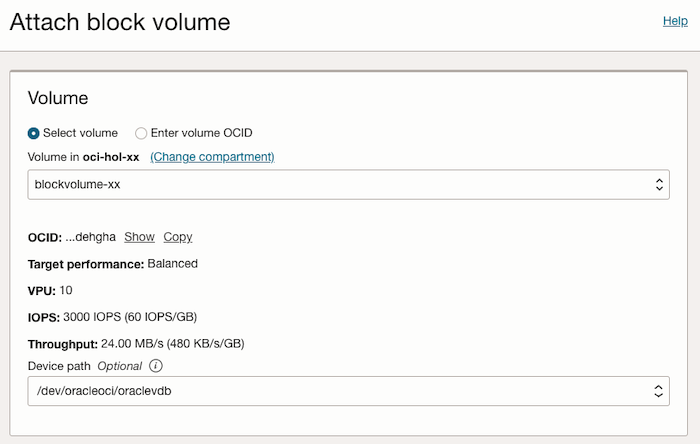 Attach block volume
Help
Volume
Select volume Enter volume OCID
Volume in oci-hol-xx (Change compartment)
blockvolume-xx
OCID: ...dehgha Show Copy
Target performance: Balanced
VPU: 10
IOPS: 3000 IOPS (60 IOPS/GB)
Throughput: 24.00 MB/s (480 KB/s/GB)
Device path Optional i
/dev/oracleoci/oraclevdb